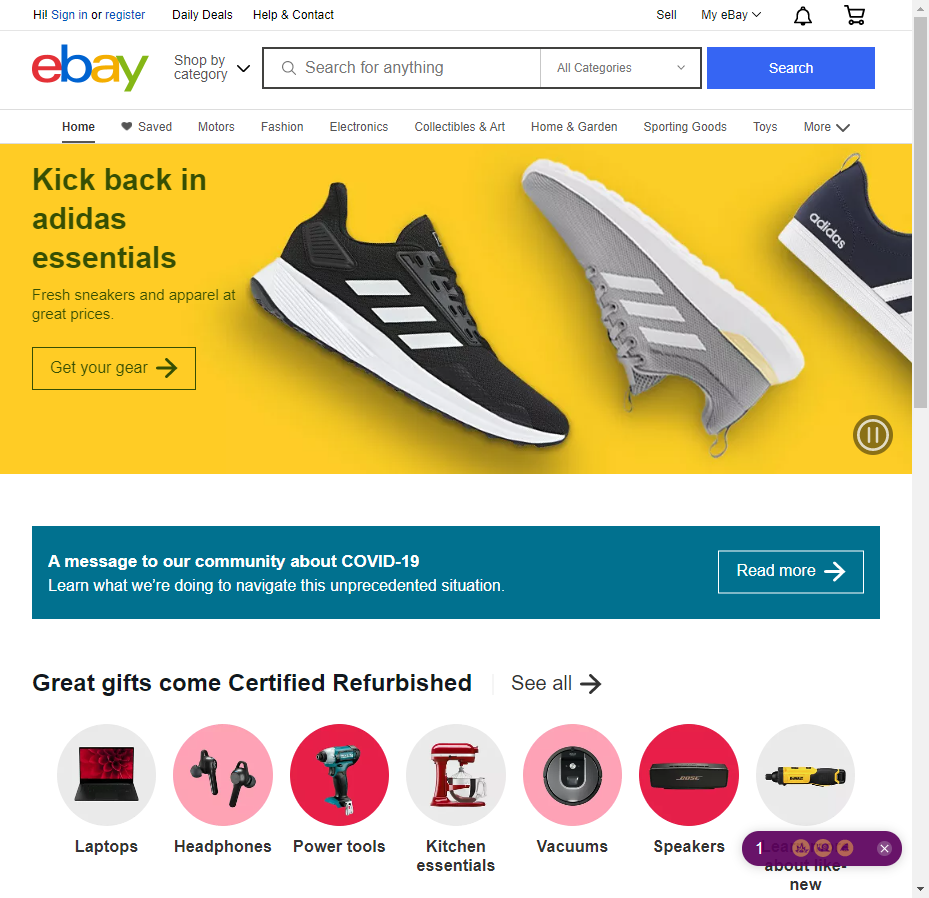 Hi! Sign in or register
Daily Deals
Help & Contact
Sell
My eBay
ebay
Shop by
category
Search for anything
All Categories
Search
Home
Saved
Motors
Fashion
Electronics
Collectibles & Art
Home & Garden
Sporting Goods
Toys
More
Kick back in
adidas
essentials
Fresh sneakers and apparel at
great prices.
Get your gear
adidas
A message to our community about COVID-19
Learn what we're doing to navigate this unprecedented situation.
Read more
Great gifts come Certified Refurbished
See all
BOSE
Laptops
Headphones
Power tools
Kitchen
essentials
Vacuums
Speakers
1
about like-
new